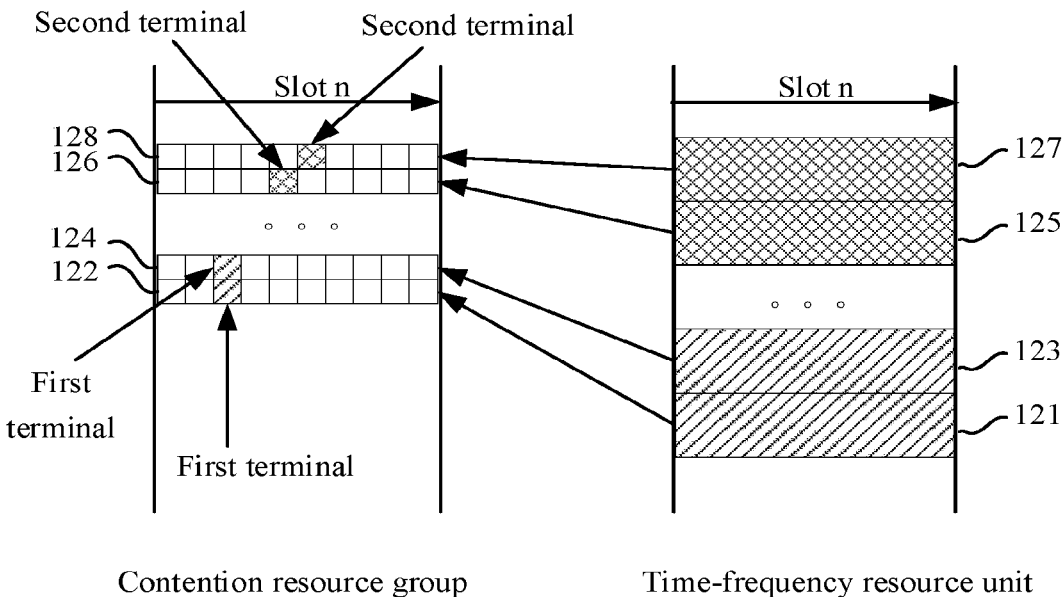 Second terminal
Second terminal
Slot n
Slot n
128
126
124
122
127
125
123
121
First
terminal
First terminal
Contention resource group
Time-frequency resource unit